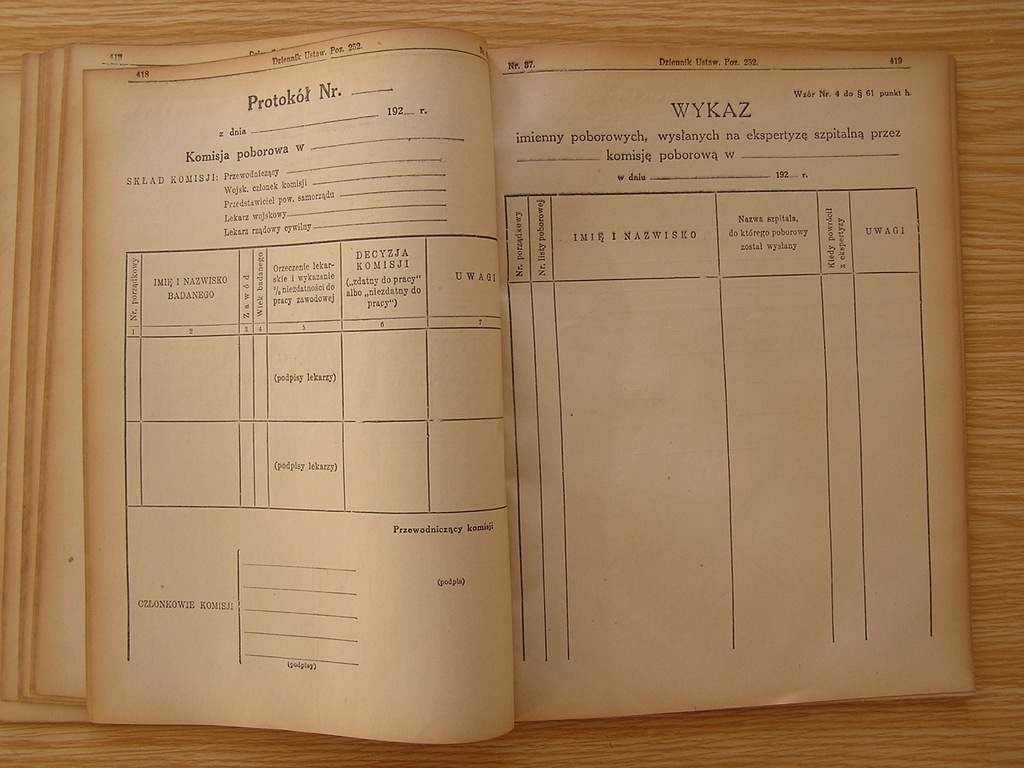 412
418
Dziennik Ustaw. Poz. 252.
Protokół Nr.
z dnia 192 r.
Komisja poborowa w
SKŁAD KOMISJI: Przewodniczący
Wojsk. członek komisji
Przedstawiciel pow. samorządu
Lekarz wojskowy
Lekarz rządowy cywilny
Nr. porządkowy
IMIĘ I NAZWISKO
BADANEGO
Zawód
Wiek badanego
Orzeczenie lekar-
skie i wykazanie
% niezdatności do
pracy zawodowej
DECYZJA
KOMISJI
(„zdatny do pracy“
albo „niezdatny do
pracy“)
UWAGI
1 2 3 4 5 6 7
(podpisy lekarzy)
(podpisy lekarzy)
Przewodniczący komisji
(podpis)
CZŁONKOWIE KOMISJI
(podpisy)
Nr. 37. Dziennik Ustaw. Poz. 252. 419
Wzór Nr. 4 do § 61 punkt h.
WYKAZ
imienny poborowych, wysłanych na ekspertyzę szpitalną przez
komisję poborową w
w dniu 192 r.
Nr. porządkowy
Nr. listy poborowej
IMIĘ I NAZWISKO
Nazwa szpitala,
do którego poborowy
został wysłany
Kiedy powrócił
z ekspertyzy
UWAGI